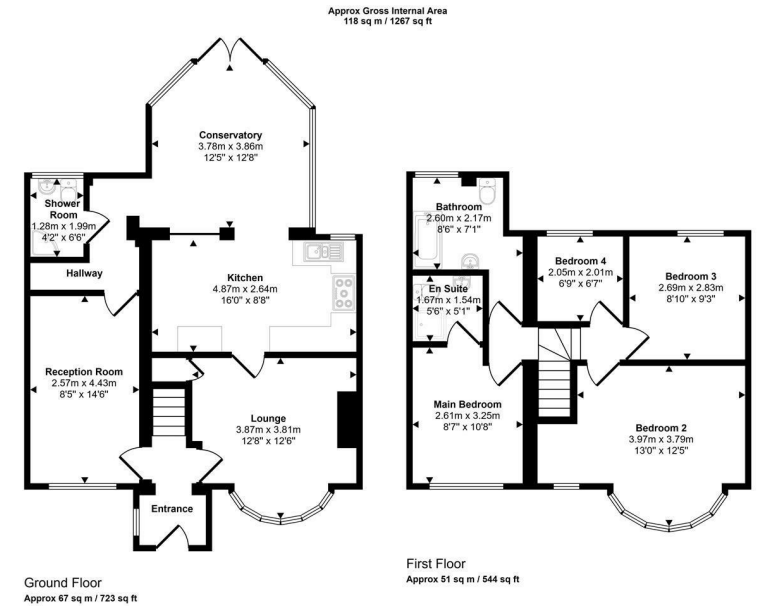 Approx Gross Internal Area
118 sq m / 1267 sq ft
Conservatory
3.78m x 3.86m
12'5" x 12'8"
Shower
Room
1.28m x 1.99m
4'2" x 6'6"
Hallway
Kitchen
4.87m x 2.64m
16'0" x 8'8"
Reception Room
2.57m x 4.43m
8'5" x 14'6"
Lounge
3.87m x 3.81m
12'8" x 12'6"
Entrance
Ground Floor
Approx 67 sq m / 723 sq ft
Bathroom
2.60m x 2.17m
8'6" x 7'1"
En Suite
1.67m x 1.54m
5'6" x 5'1"
Bedroom 4
2.05m x 2.01m
6'9" x 6'7"
Bedroom 3
2.69m x 2.83m
8'10" x 9'3"
Main Bedroom
2.61m x 3.25m
8'7" x 10'8"
Bedroom 2
3.97m x 3.79m
13'0" x 12'5"
First Floor
Approx 51 sq m / 544 sq ft